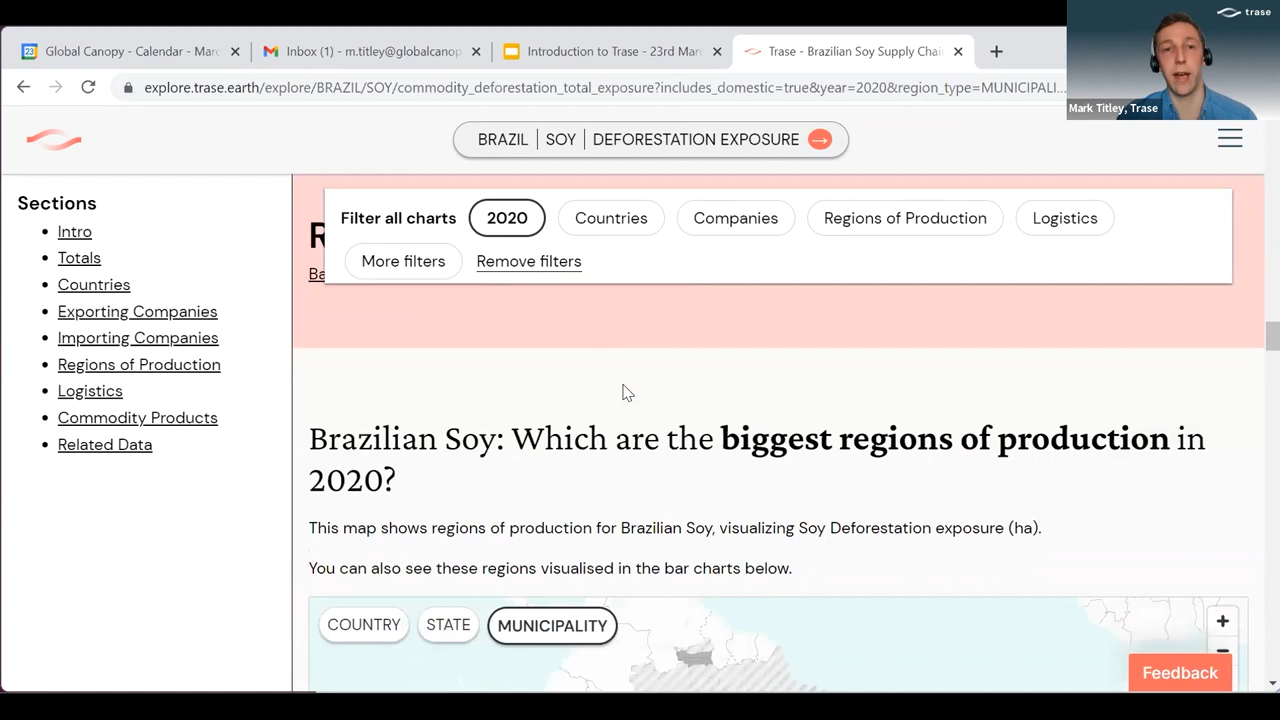 Global Canopy - Calendar - Marc
Inbox (1) - m.titley@globalcanop
Introduction to Trase - 23rd Mar
Trase - Brazilian Soy Supply Chai
trase
Mark Titley, Trase
explore.trase.earth/explore/BRAZIL/SOY/commodity_deforestation_total_exposure?includes_domestic=true&year=2020&region_type=MUNICIPALI...
BRAZIL | SOY | DEFORESTATION EXPOSURE
Sections
Intro
Totals
Countries
Exporting Companies
Importing Companies
Regions of Production
Logistics
Commodity Products
Related Data
Filter all charts 2020 Countries Companies Regions of Production Logistics
More filters Remove filters
R
Ba
Brazilian Soy: Which are the biggest regions of production in
2020?
This map shows regions of production for Brazilian Soy, visualizing Soy Deforestation exposure (ha).
You can also see these regions visualised in the bar charts below.
COUNTRY STATE MUNICIPALITY
Feedback